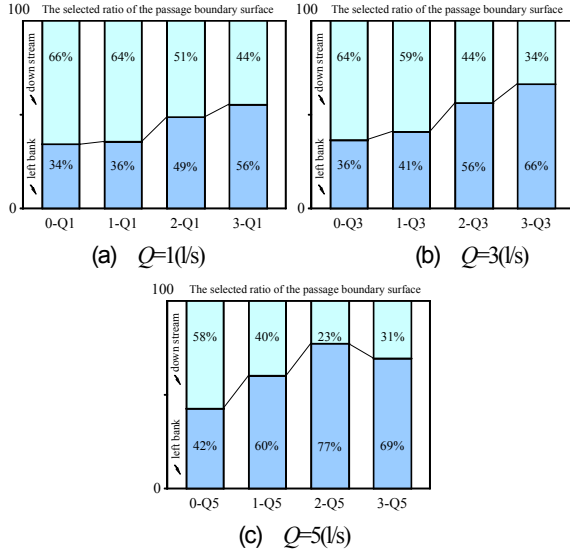 100 The selected ratio of the passage boundary surface
down stream
left bank
66% 64% 51% 44%
34% 36% 49% 56%
0
0-Q1 1-Q1 2-Q1 3-Q1
(a) Q=1(l/s)
100 The selected ratio of the passage boundary surface
down stream
left bank
64% 59% 44% 34%
36% 41% 56% 66%
0
0-Q3 1-Q3 2-Q3 3-Q3
(b) Q=3(l/s)
100 The selected ratio of the passage boundary surface
down stream
left bank
58% 40% 23% 31%
42% 60% 77% 69%
0
0-Q5 1-Q5 2-Q5 3-Q5
(c) Q=5(l/s)